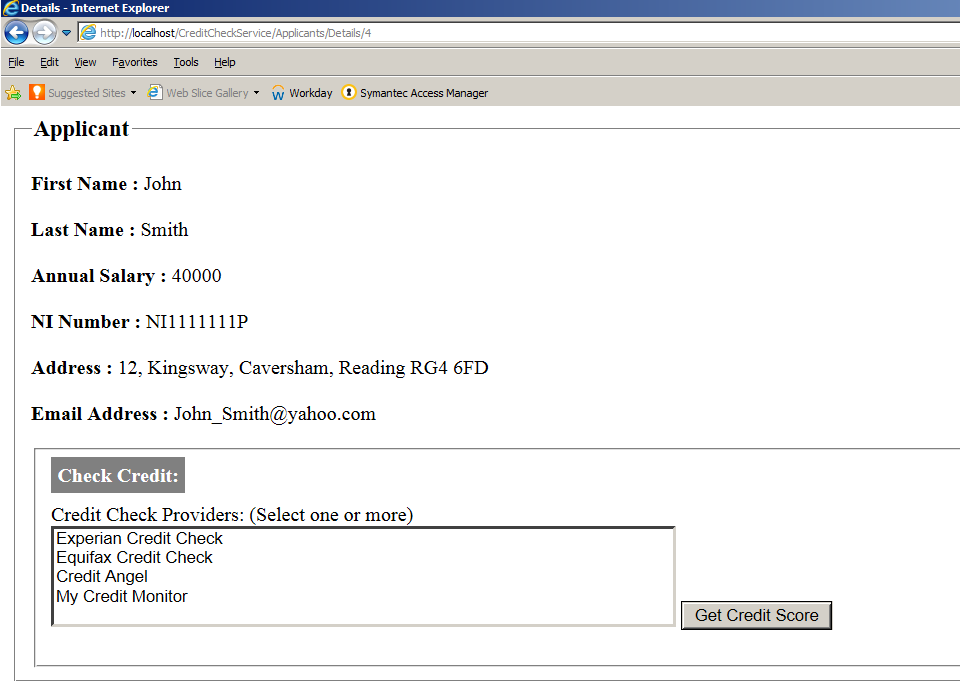 Details - Internet Explorer
http://localhost/CreditCheckService/Applicants/Details/4
File Edit View Favorites Tools Help
Suggested Sites Web Slice Gallery Workday Symantec Access Manager
Applicant
First Name : John
Last Name : Smith
Annual Salary : 40000
NI Number : NI1111111P
Address : 12, Kingsway, Caversham, Reading RG4 6FD
Email Address : John_Smith@yahoo.com
Check Credit:
Credit Check Providers: (Select one or more)
Experian Credit Check
Equifax Credit Check
Credit Angel
My Credit Monitor
Get Credit Score